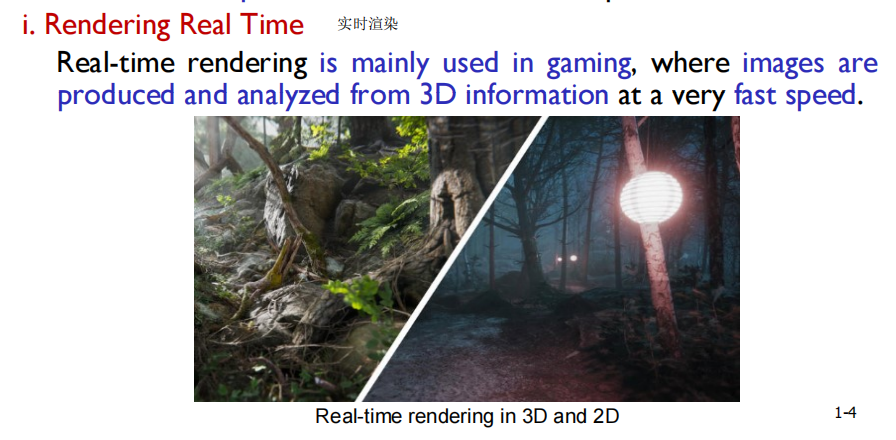 i. Rendering Real Time 实时渲染
Real-time rendering is mainly used in gaming, where images are
produced and analyzed from 3D information at a very fast speed.
Real-time rendering in 3D and 2D
1-4